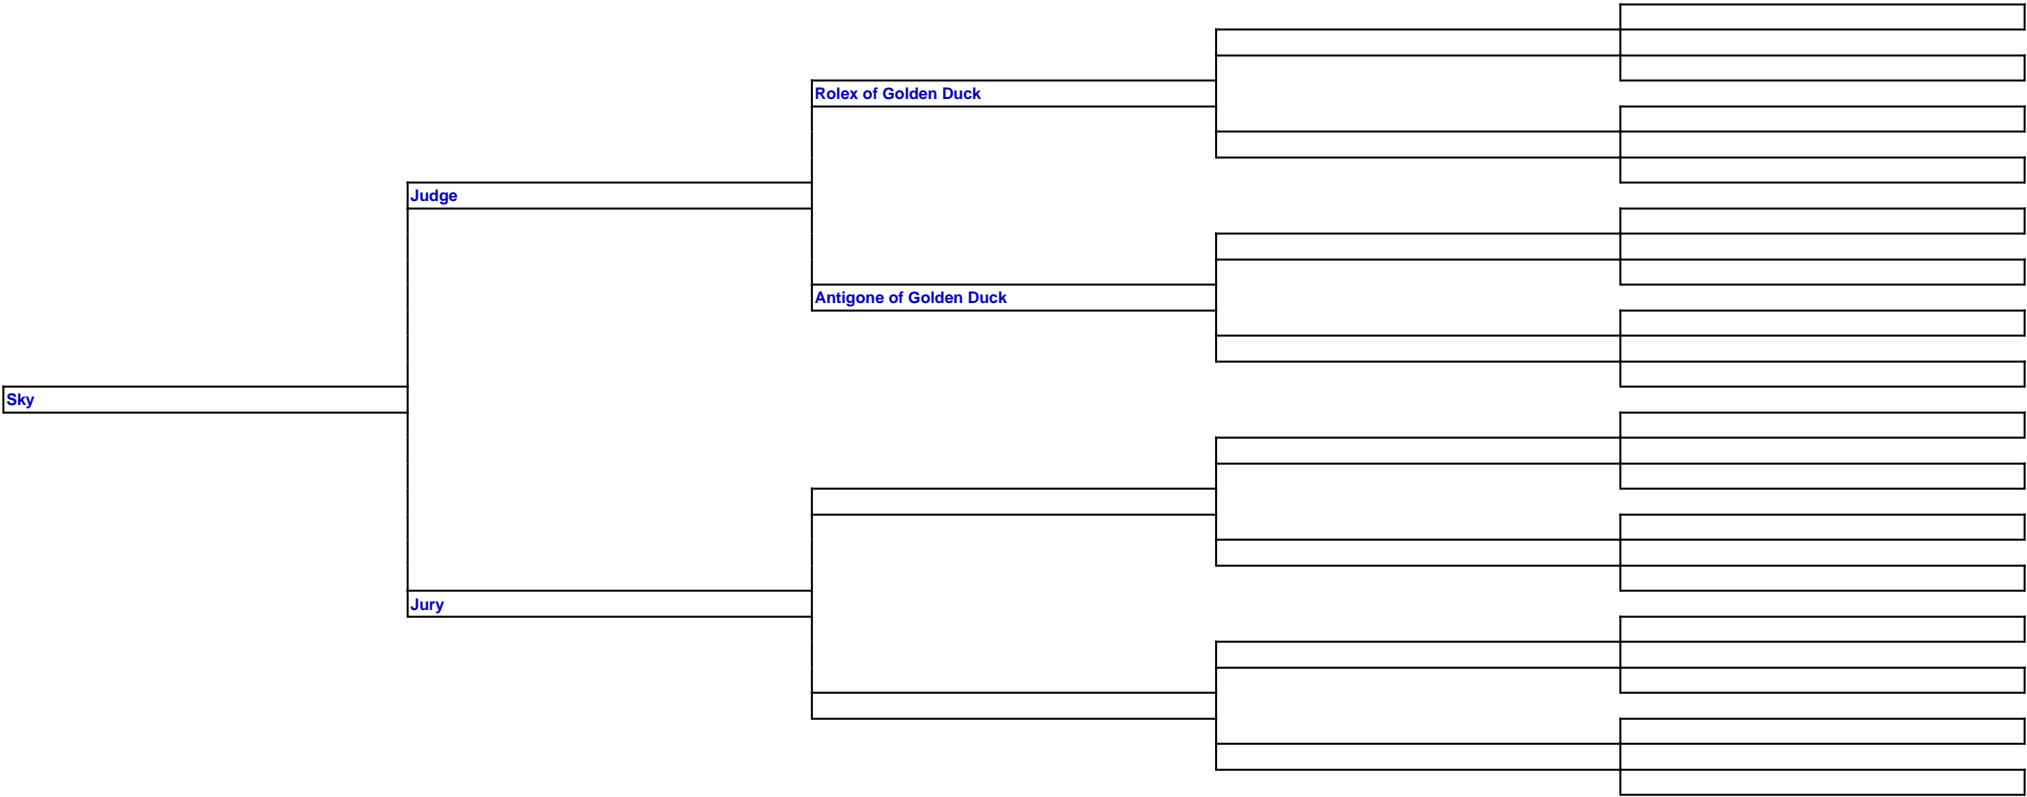 Rolex of Golden Duck
Judge
Antigone of Golden Duck
Sky
Jury